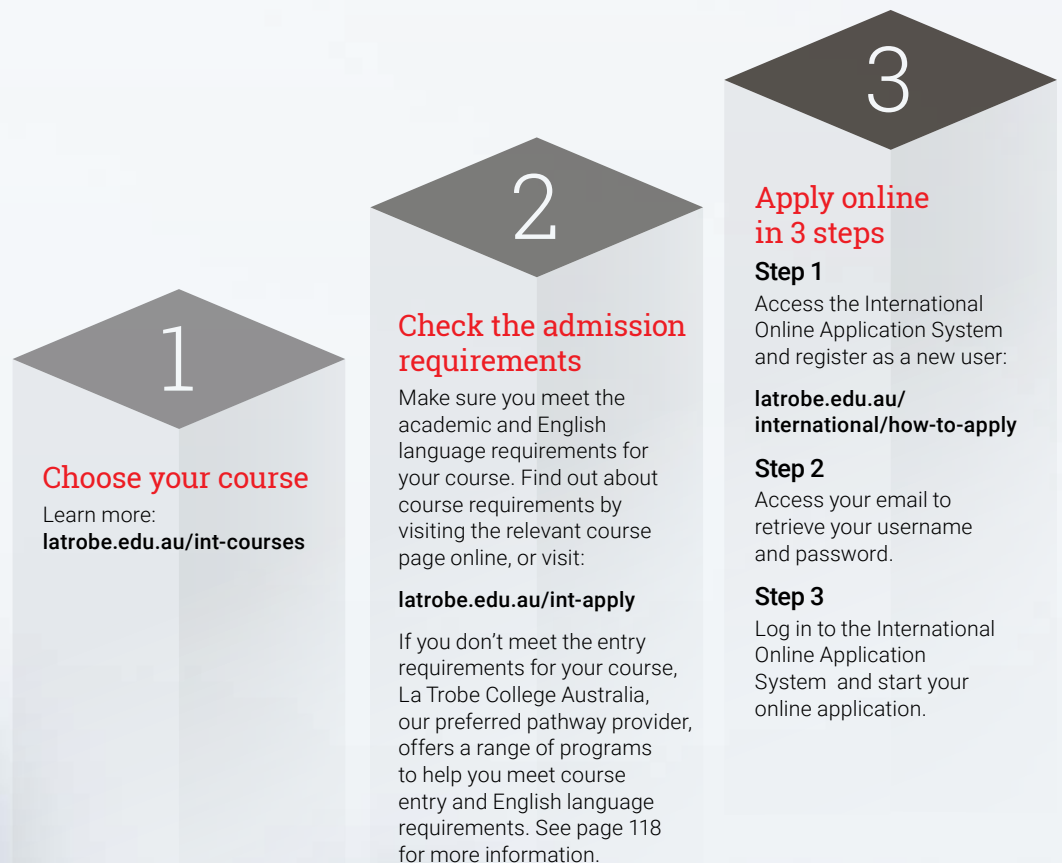 1
Choose your course
Learn more:
latrobe.edu.au/int-courses
2
Check the admission
requirements
Make sure you meet the
academic and English
language requirements for
your course. Find out about
course requirements by
visiting the relevant course
page online, or visit:
latrobe.edu.au/int-apply
If you don’t meet the entry
requirements for your course,
La Trobe College Australia,
our preferred pathway provider,
offers a range of programs
to help you meet course
entry and English language
requirements. See page 118
for more information.
3
Apply online
in 3 steps
Step 1
Access the International
Online Application System
and register as a new user:
latrobe.edu.au/
international/how-to-apply
Step 2
Access your email to
retrieve your username
and password.
Step 3
Log in to the International
Online Application
System and start your
online application.